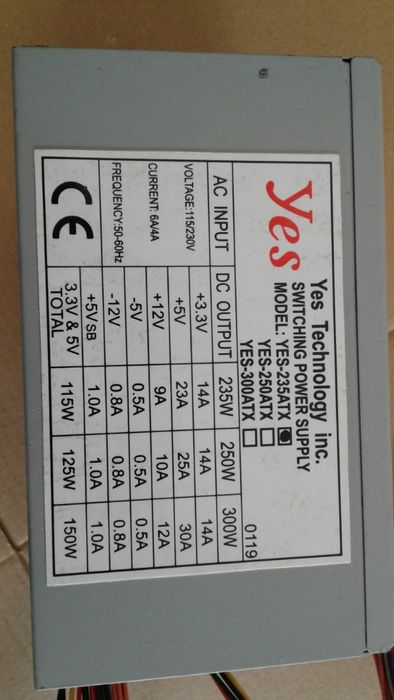 Yes
Yes Technology inc.
SWITCHING POWER SUPPLY
MODEL: YES-235ATX
YES-250ATX
YES-300ATX
0119
AC INPUT DC OUTPUT 235W 250W 300W
VOLTAGE:115/230V
CURRENT: 6A/4A
FREQUENCY:50-60Hz
CE
+3.3V 14A 14A 14A
+5V 23A 25A 30A
+12V 9A 10A 12A
-5V 0.5A 0.5A 0.5A
-12V 0.8A 0.8A 0.8A
+5V SB 1.0A 1.0A 1.0A
3.3V & 5V
TOTAL 115W 125W 150W